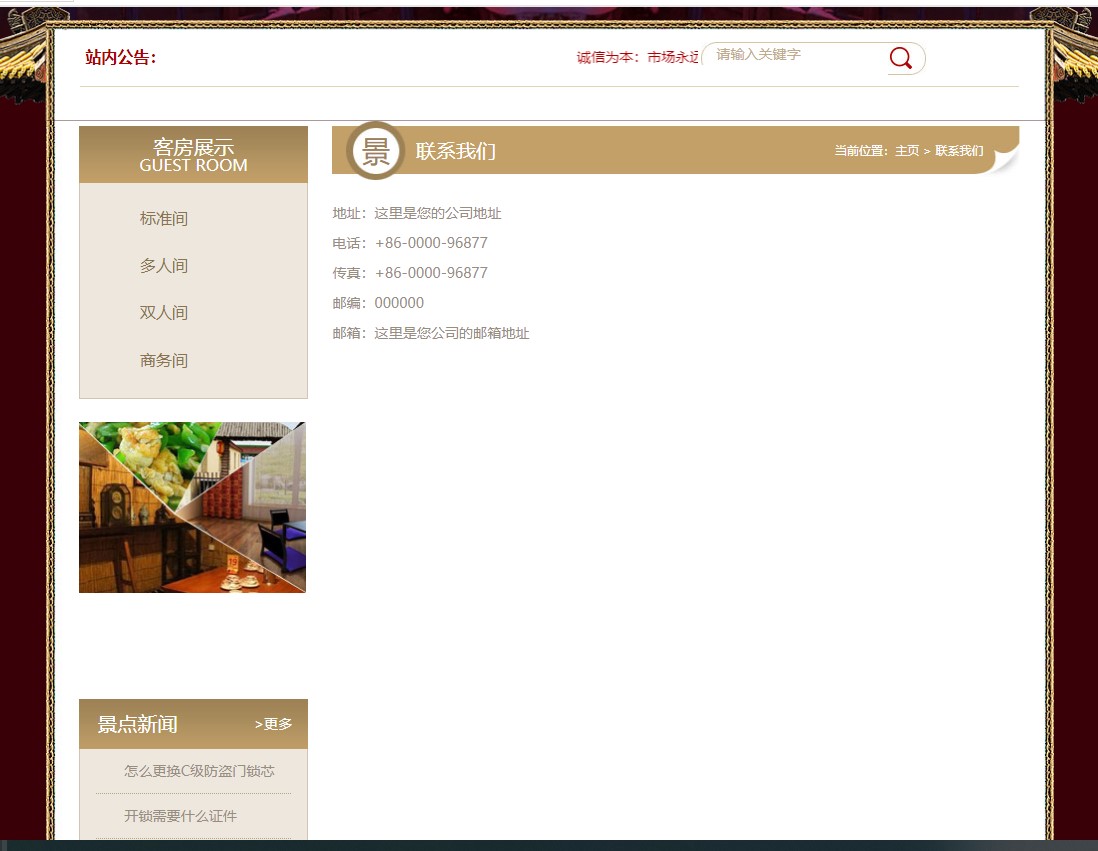 站内公告：
诚信为本：市场永远
请输入关键字
客房展示
GUEST ROOM
标准间
多人间
双人间
商务间
景
联系我们
当前位置：主页 > 联系我们
地址：这里是您的公司地址
电话：+86-0000-96877
传真：+86-0000-96877
邮编：000000
邮箱：这里是您公司的邮箱地址
19
景点新闻
>更多
怎么更换C级防盗门锁芯
开锁需要什么证件